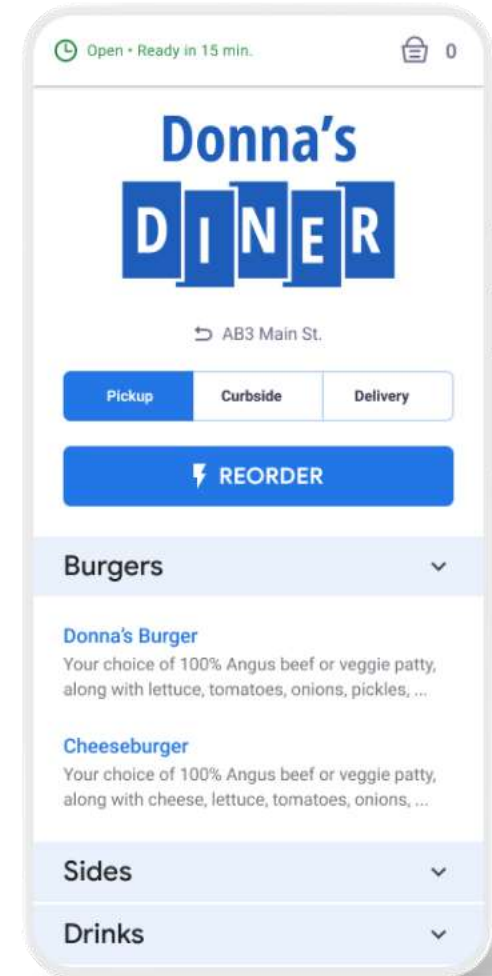 Open • Ready in 15 min.
0
Donna's
DINER
AB3 Main St.
Pickup Curbside Delivery
REORDER
Burgers
Donna's Burger
Your choice of 100% Angus beef or veggie patty,
along with lettuce, tomatoes, onions, pickles, ...
Cheeseburger
Your choice of 100% Angus beef or veggie patty,
along with cheese, lettuce, tomatoes, onions, ...
Sides
Drinks